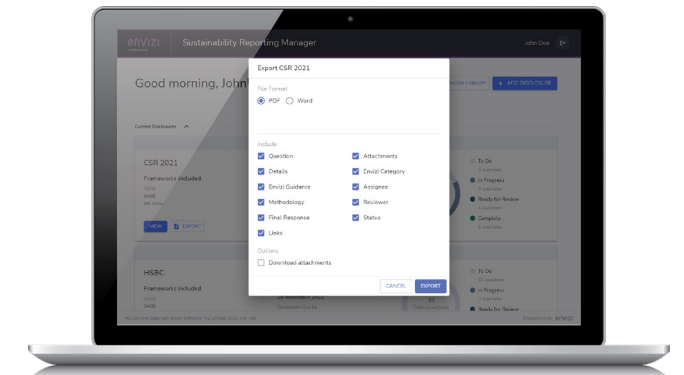 envizi
Sustainability Reporting Manager
John Doe
Good morning, John
+ ADD DISCLOSURE
Current Disclosures
Export CSR 2021
File Format
PDF
Word
Include
Question
Attachments
Details
Envizi Category
Envizi Guidance
Assignee
Methodology
Reviewer
Final Response
Status
Links
Options
Download attachments
CANCEL
EXPORT
CSR 2021
Frameworks included
VIEW
EXPORT
To Do
In Progress
Ready for Review
Complete
HSBC
Frameworks included
To Do
In Progress
Ready for Review
envizi